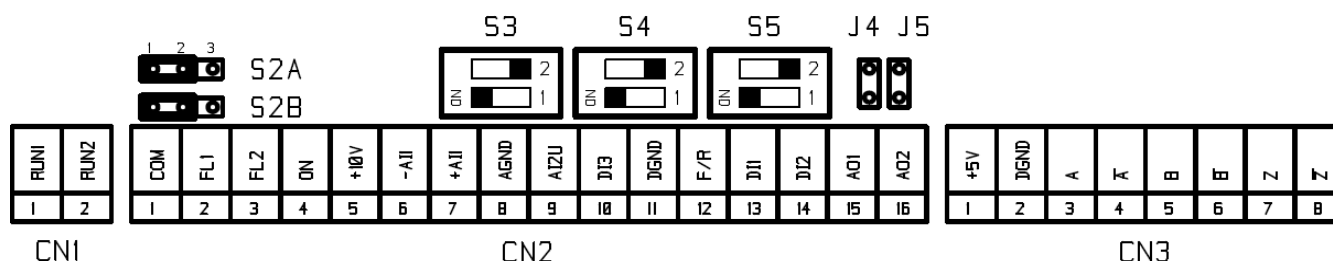 S3 S4 S5 J4 J5
1 2 3
S2A
S2B
2 2 2
ON 1 ON 1 ON 1
RUN1 RUN2 COM FL1 FL2 ON +10V -AI1 +AI1 AGND AI2U DI3 DGND F/R DI1 DI2 AO1 AO2 +5V DGND A A̅ B B̅ Z Z̅
1 2 1 2 3 4 5 6 7 8 9 10 11 12 13 14 15 16 1 2 3 4 5 6 7 8
CN1 CN2 CN3